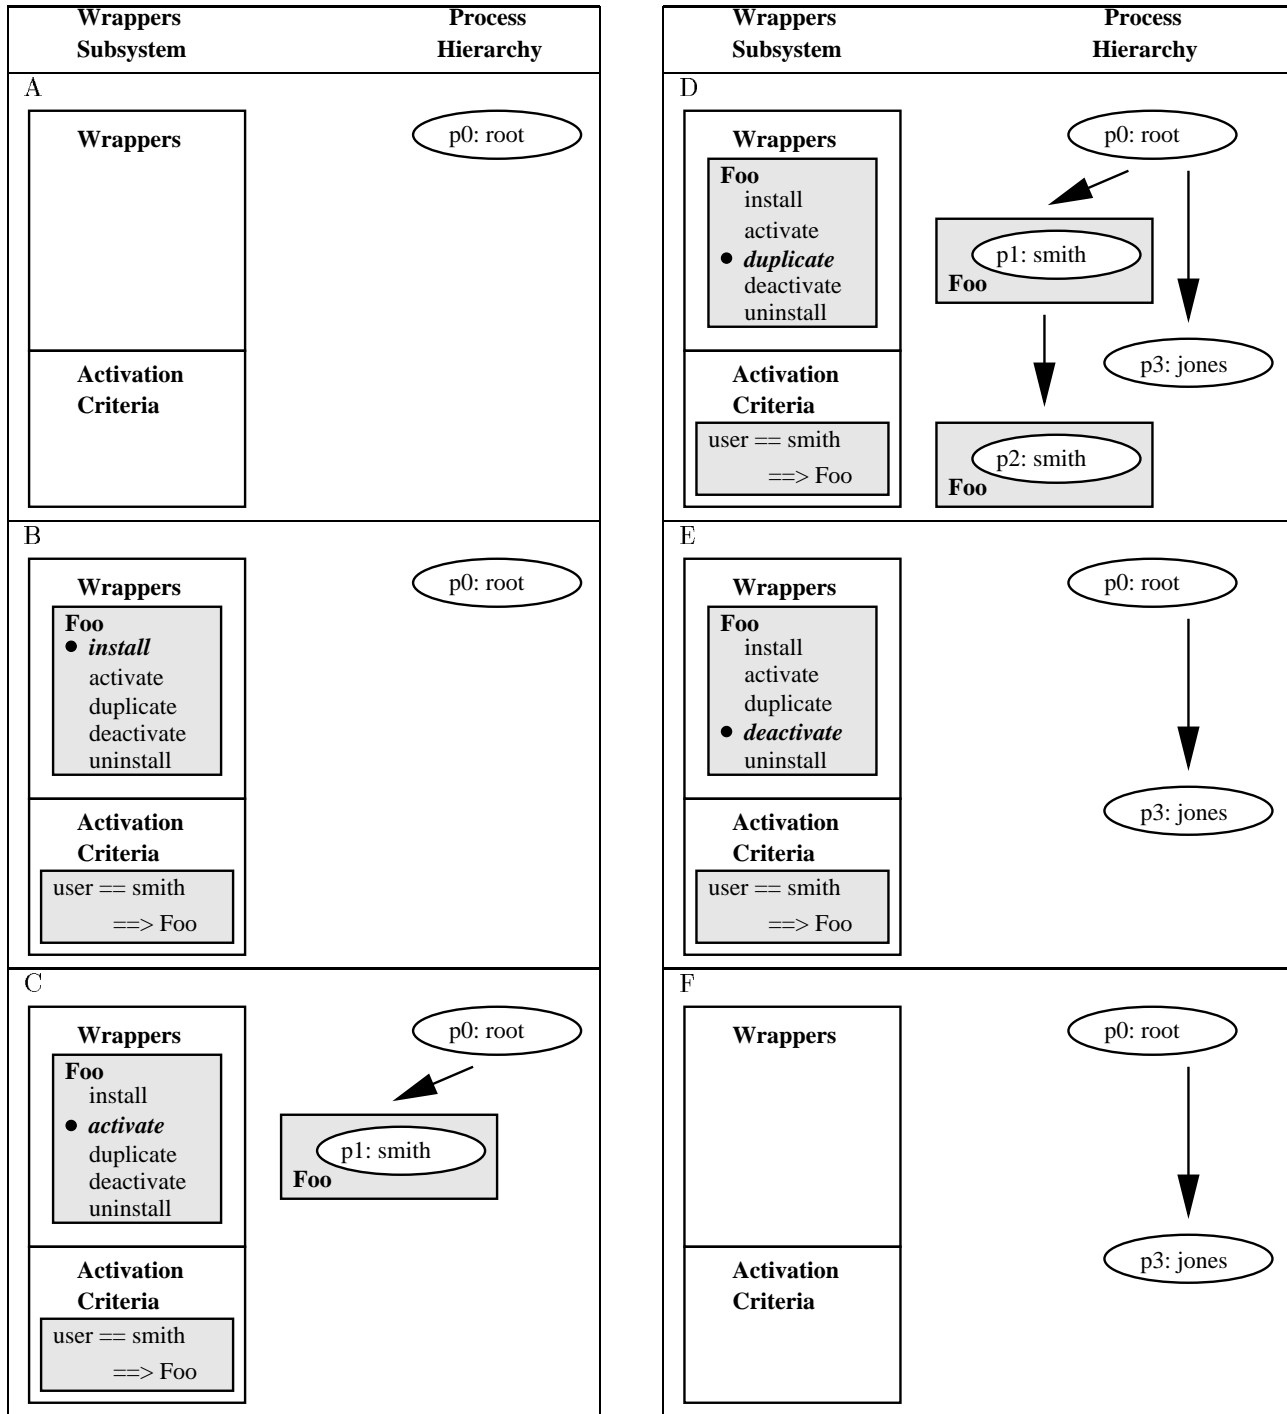 Wrappers
Subsystem
Process
Hierarchy
A
Wrappers
p0: root
Activation
Criteria
B
Wrappers
p0: root
Foo
• install
activate
duplicate
deactivate
uninstall
Activation
Criteria
user == smith
==> Foo
C
Wrappers
p0: root
Foo
install
• activate
duplicate
deactivate
uninstall
p1: smith
Foo
Activation
Criteria
user == smith
==> Foo
Wrappers
Subsystem
Process
Hierarchy
D
Wrappers
p0: root
Foo
install
activate
• duplicate
deactivate
uninstall
p1: smith
Foo
p3: jones
Activation
Criteria
user == smith
==> Foo
p2: smith
Foo
E
Wrappers
p0: root
Foo
install
activate
duplicate
• deactivate
uninstall
p3: jones
Activation
Criteria
user == smith
==> Foo
F
Wrappers
p0: root
p3: jones
Activation
Criteria